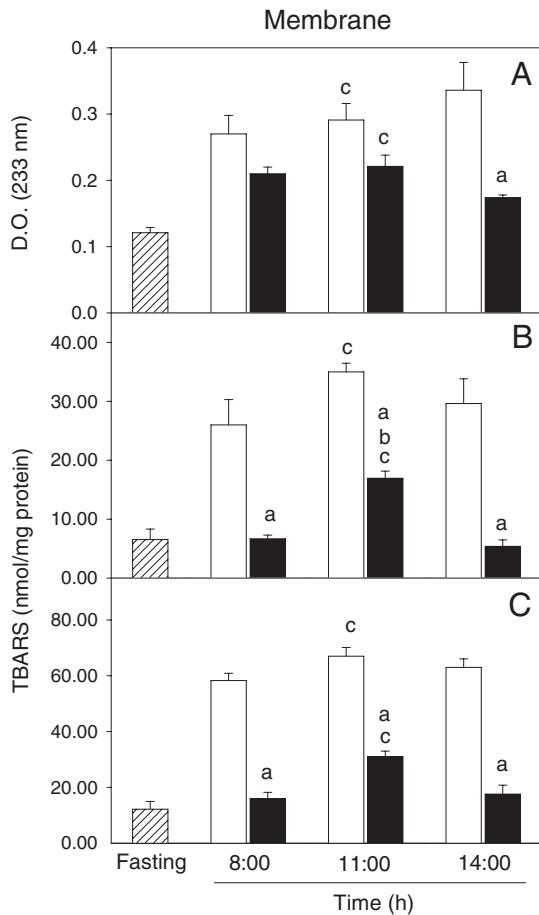 Membrane
A
D.O. (233 nm)
0.4
0.3
0.2
0.1
0.0
c
c
a
B
TBARS (nmol/mg protein)
40.00
30.00
20.00
10.00
0.00
a
c
a
b
c
a
C
80.00
60.00
40.00
20.00
0.00
a
c
a
c
a
Fasting 8:00 11:00 14:00
Time (h)